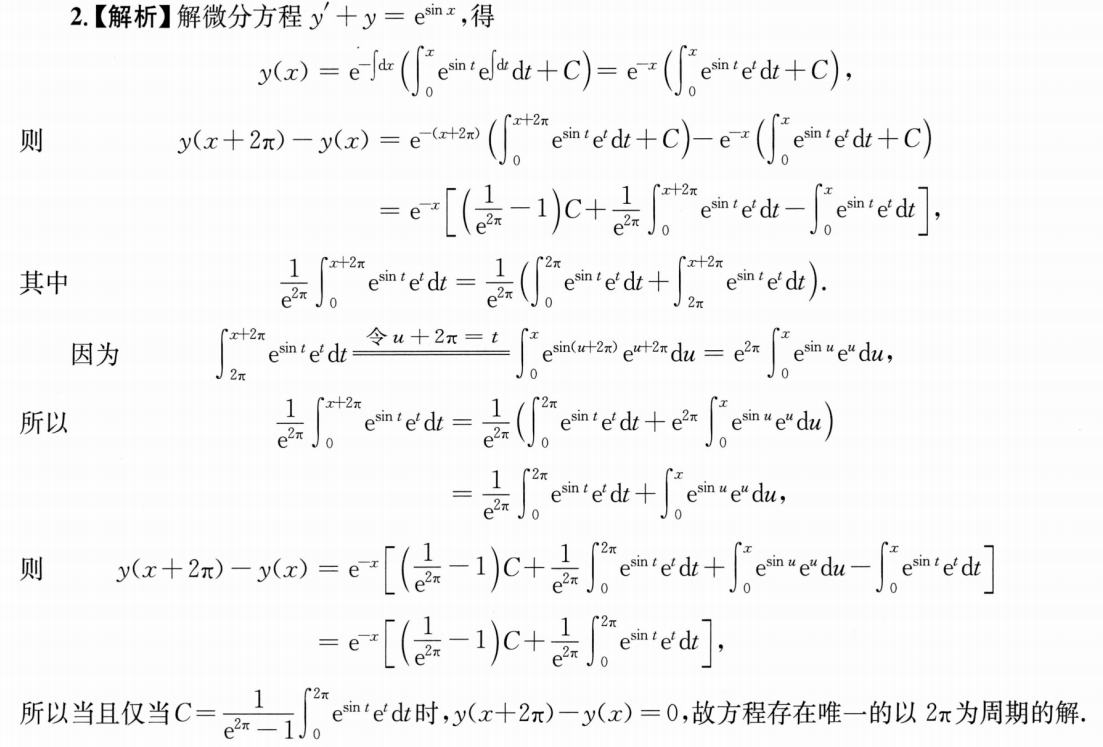 2.【解析】解微分方程 y′ + y = e^{sin x},得
y(x) = e^{-∫dx}(∫_0^x e^{sin t}e^{∫dt}dt + C) = e^{-x}(∫_0^x e^{sin t}e^t dt + C),
则 y(x+2π) − y(x) = e^{-(x+2π)}(∫_0^{x+2π} e^{sin t}e^t dt + C) − e^{-x}(∫_0^x e^{sin t}e^t dt + C)
= e^{-x}[(1/e^{2π} − 1)C + 1/e^{2π} ∫_0^{x+2π} e^{sin t}e^t dt − ∫_0^x e^{sin t}e^t dt],
其中 1/e^{2π} ∫_0^{x+2π} e^{sin t}e^t dt = 1/e^{2π}(∫_0^{2π} e^{sin t}e^t dt + ∫_{2π}^{x+2π} e^{sin t}e^t dt).
因为 ∫_{2π}^{x+2π} e^{sin t}e^t dt \xlongequal{令 u + 2π = t} ∫_0^x e^{sin(u+2π)} e^{u+2π} du = e^{2π} ∫_0^x e^{sin u} e^u du,
所以 1/e^{2π} ∫_0^{x+2π} e^{sin t}e^t dt = 1/e^{2π}(∫_0^{2π} e^{sin t}e^t dt + e^{2π} ∫_0^x e^{sin u} e^u du)
= 1/e^{2π} ∫_0^{2π} e^{sin t}e^t dt + ∫_0^x e^{sin u} e^u du,
则 y(x+2π) − y(x) = e^{-x}[(1/e^{2π} − 1)C + 1/e^{2π} ∫_0^{2π} e^{sin t}e^t dt + ∫_0^x e^{sin u} e^u du − ∫_0^x e^{sin t}e^t dt]
= e^{-x}[(1/e^{2π} − 1)C + 1/e^{2π} ∫_0^{2π} e^{sin t}e^t dt],
所以当且仅当C = 1/(e^{2π} − 1) ∫_0^{2π} e^{sin t}e^t dt时,y(x+2π)−y(x)=0,故方程存在唯一的以 2π为周期的解.